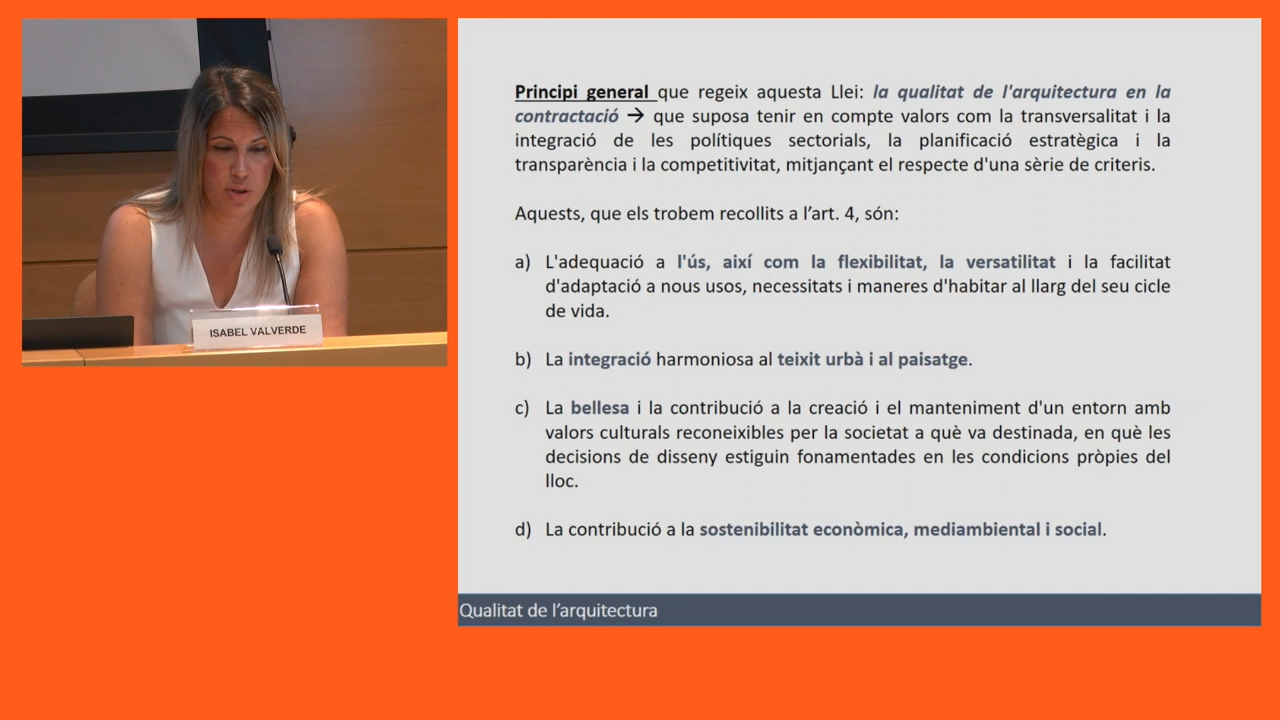 ISABEL VALVERDE
Principi general que regeix aquesta Llei: la qualitat de l'arquitectura en la
contractació → que suposa tenir en compte valors com la transversalitat i la
integració de les polítiques sectorials, la planificació estratègica i la
transparència i la competitivitat, mitjançant el respecte d'una sèrie de criteris.
Aquests, que els trobem recollits a l’art. 4, són:
a) L'adequació a l'ús, així com la flexibilitat, la versatilitat i la facilitat
d'adaptació a nous usos, necessitats i maneres d'habitar al llarg del seu cicle
de vida.
b) La integració harmoniosa al teixit urbà i al paisatge.
c) La bellesa i la contribució a la creació i el manteniment d'un entorn amb
valors culturals reconeixibles per la societat a què va destinada, en què les
decisions de disseny estiguin fonamentades en les condicions pròpies del
lloc.
d) La contribució a la sostenibilitat econòmica, mediambiental i social.
Qualitat de l’arquitectura